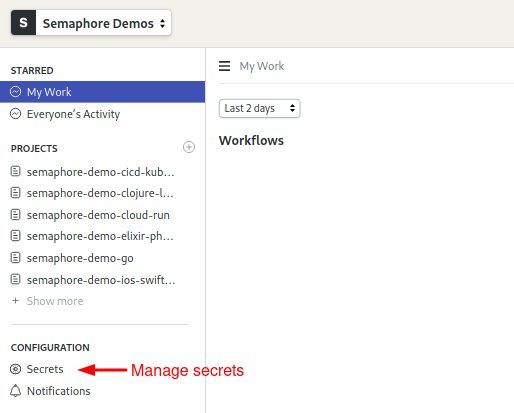 S Semaphore Demos
STARRED
My Work
Everyone’s Activity
PROJECTS
semaphore-demo-cicd-kub...
semaphore-demo-clojure-l...
semaphore-demo-cloud-run
semaphore-demo-elixir-ph...
semaphore-demo-go
semaphore-demo-ios-swift...
+ Show more
CONFIGURATION
Secrets
Manage secrets
Notifications
My Work
Last 2 days
Workflows